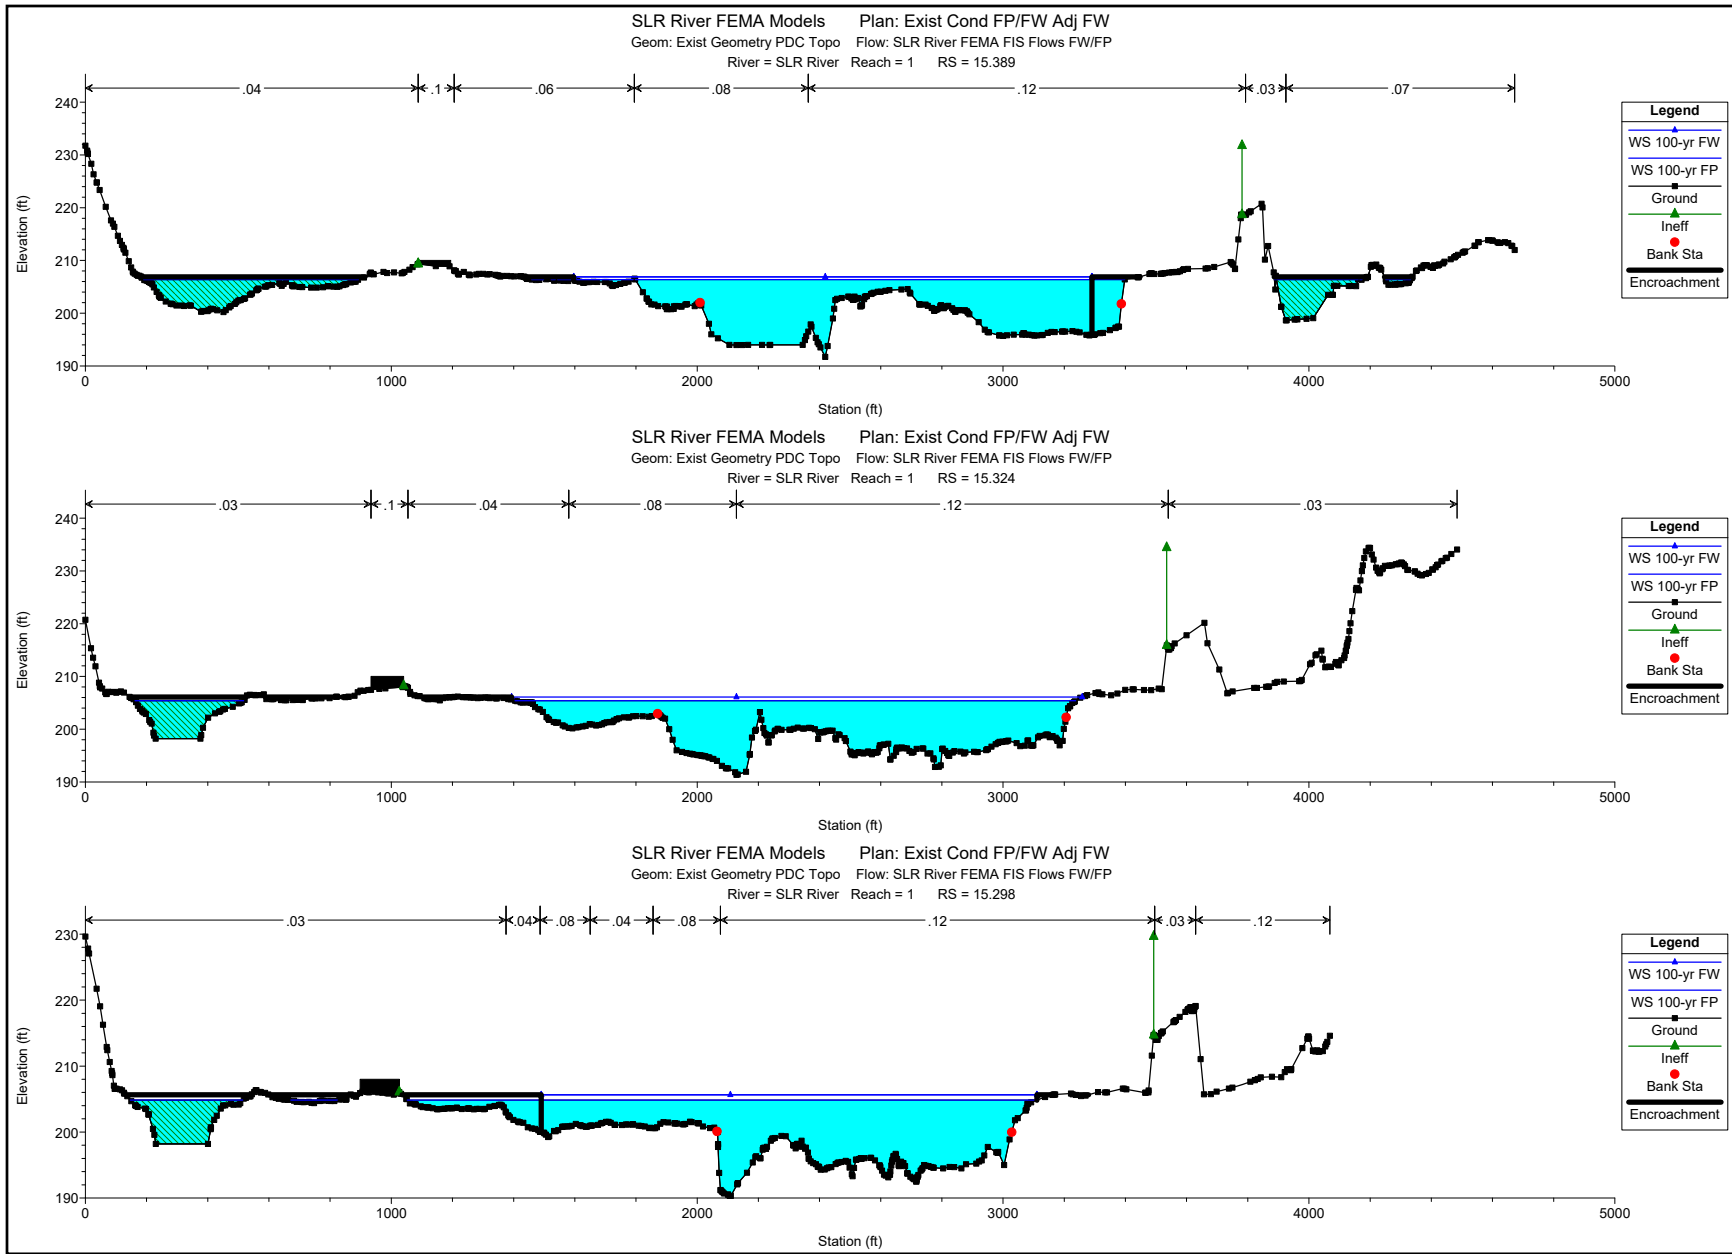 SLR River FEMA Models Plan: Exist Cond FP/FW Adj FW
Geom: Exist Geometry PDC Topo Flow: SLR River FEMA FIS Flows FW/FP
River = SLR River Reach = 1 RS = 15.389
.04 .1 .06 .08 .12 .03 .07
240
230
220
210
200
190
Elevation (ft)
0 1000 2000 3000 4000 5000
Station (ft)
Legend
WS 100-yr FW
WS 100-yr FP
Ground
Ineff
Bank Sta
Encroachment
SLR River FEMA Models Plan: Exist Cond FP/FW Adj FW
Geom: Exist Geometry PDC Topo Flow: SLR River FEMA FIS Flows FW/FP
River = SLR River Reach = 1 RS = 15.324
.03 .1 .04 .08 .12 .03
240
230
220
210
200
190
Elevation (ft)
0 1000 2000 3000 4000 5000
Station (ft)
Legend
WS 100-yr FW
WS 100-yr FP
Ground
Ineff
Bank Sta
Encroachment
SLR River FEMA Models Plan: Exist Cond FP/FW Adj FW
Geom: Exist Geometry PDC Topo Flow: SLR River FEMA FIS Flows FW/FP
River = SLR River Reach = 1 RS = 15.298
.03 .04 .08 .04 .08 .12 .03 .12
230
220
210
200
190
Elevation (ft)
0 1000 2000 3000 4000 5000
Station (ft)
Legend
WS 100-yr FW
WS 100-yr FP
Ground
Ineff
Bank Sta
Encroachment